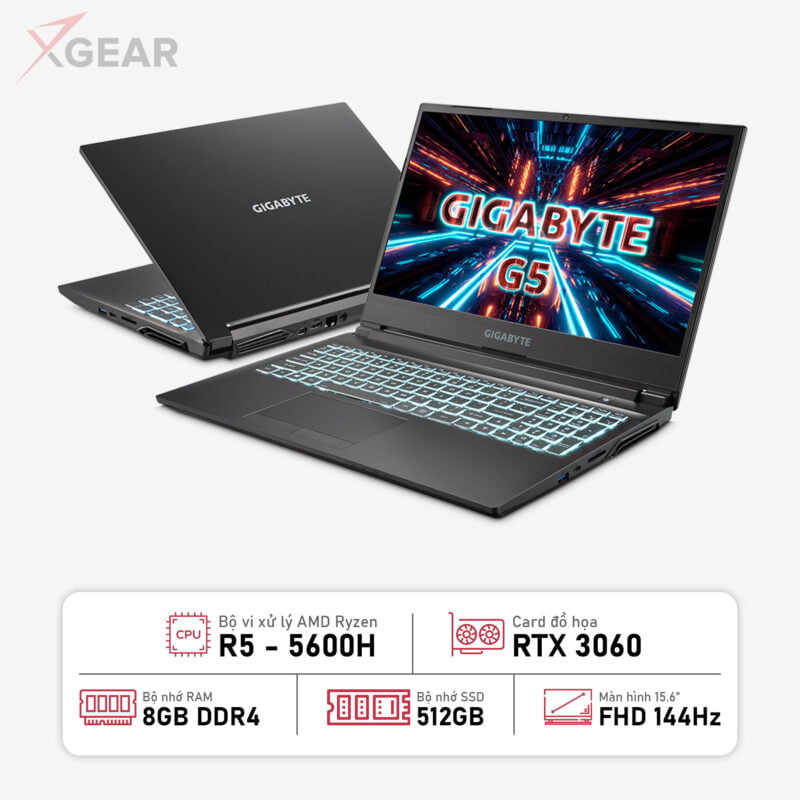 XGEAR
GIGABYTE
GIGABYTE
G5
GIGABYTE
Bộ vi xử lý AMD Ryzen
CPU
R5 - 5600H
Card đồ họa
RTX 3060
Bộ nhớ RAM
8GB DDR4
Bộ nhớ SSD
512GB
Màn hình 15.6"
FHD 144Hz